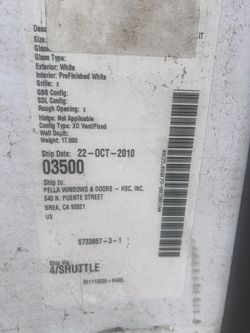 Size:
Glass Type:
Exterior: White
Interior: PreFinished White
Grille: x
GBG Config:
SDL Config:
Rough Opening: x
Hinge: Not Applicable
Config Type: XO Vent/Fixed
Wall Depth:
Weight: 17.000
Ship Date: 22-OCT-2010
03500
Ship to:
PELLA WINDOWS & DOORS - HSC, INC.
640 N. PUENTE STREET
BREA, CA 92821
US
5733657-3-1
Ship Via
4/SHUTTLE